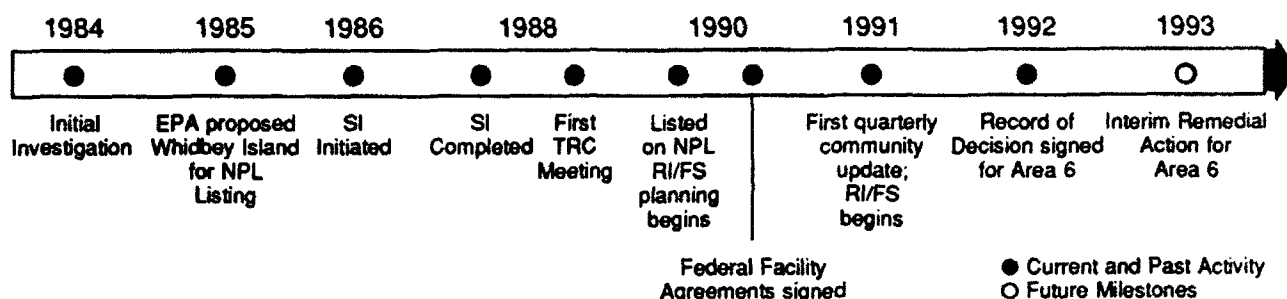 1984 1985 1986 1988 1990 1991 1992 1993
Initial
Investigation
EPA proposed
Whidbey Island
for NPL
Listing
SI
Initiated
SI
Completed
First
TRC
Meeting
Listed
on NPL
RI/FS
planning
begins
Federal Facility
Agreements signed
First quarterly
community
update;
RI/FS
begins
Record of
Decision signed
for Area 6
Interim Remedial
Action for
Area 6
Current and Past Activity
Future Milestones